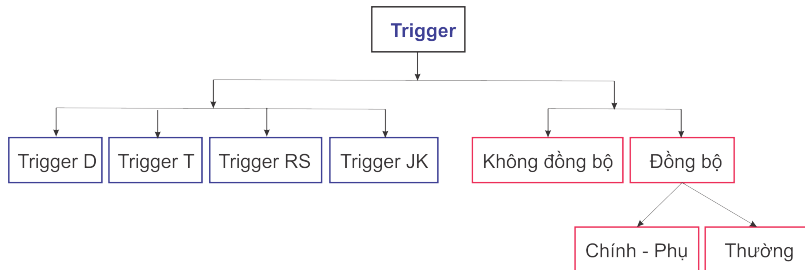 Trigger
Trigger D
Trigger T
Trigger RS
Trigger JK
Không đồng bộ
Đồng bộ
Chính - Phụ
Thường